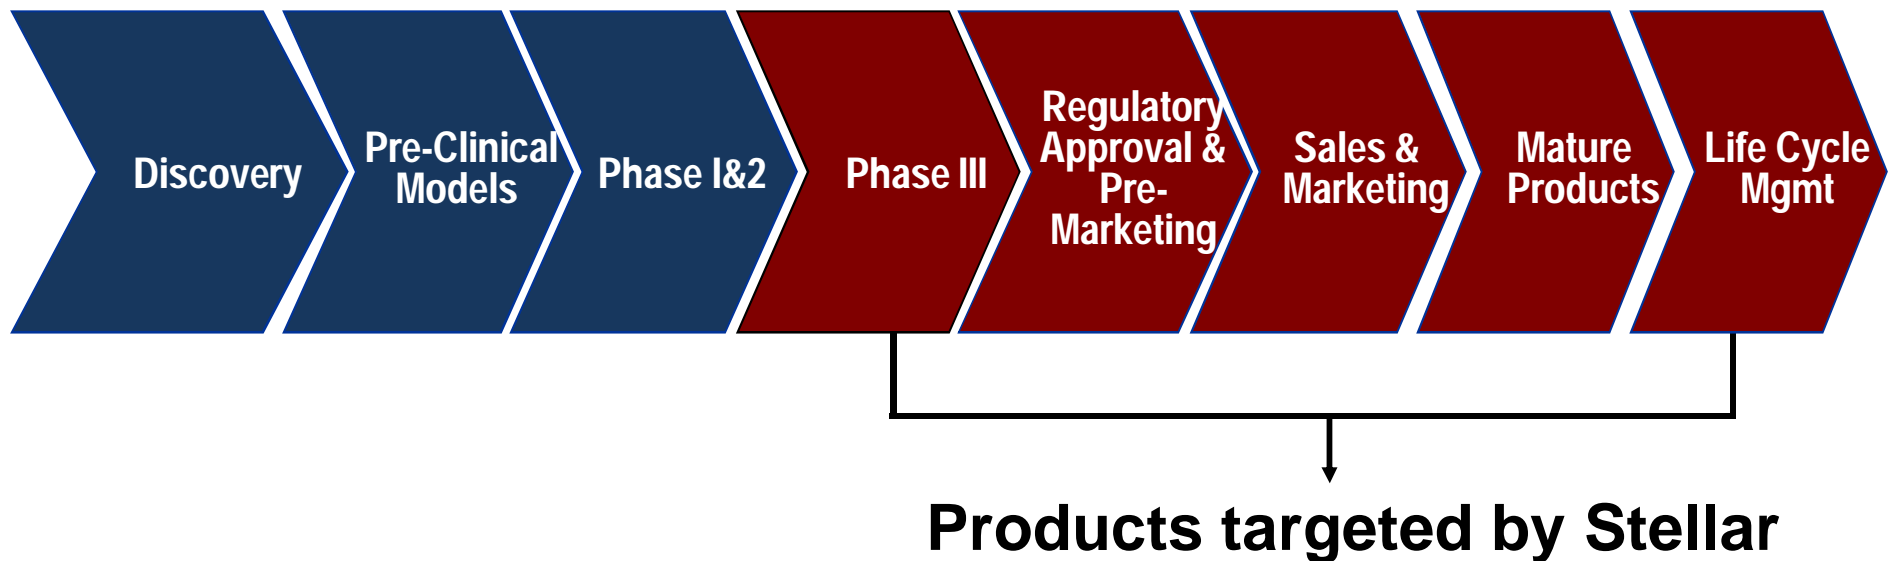 Discovery
Pre-Clinical
Models
Phase I&2
Phase III
Regulatory
Approval &
Pre-
Marketing
Sales &
Marketing
Mature
Products
Life Cycle
Mgmt
Products targeted by Stellar